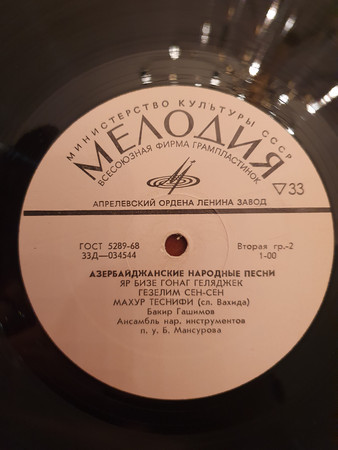 МИНИСТЕРСТВО КУЛЬТУРЫ СССР
МЕЛОДИЯ
ВСЕСОЮЗНАЯ ФИРМА ГРАМПЛАСТИНОК
▽33
АПРЕЛЕВСКИЙ ОРДЕНА ЛЕНИНА ЗАВОД
ГОСТ 5289-68
33Д—034544
Вторая гр.-2
1-00
АЗЕРБАЙДЖАНСКИЕ НАРОДНЫЕ ПЕСНИ
ЯР БИЗЕ ГОНАГ ГЕЛЯДЖЕК
ГЕЗЕЛИМ СЕН-СЕН
МАХУР ТЕСНИФИ (сл. Вахида)
Бакир Гашимов
Ансамбль нар. инструментов
п. у. Б. Мансурова